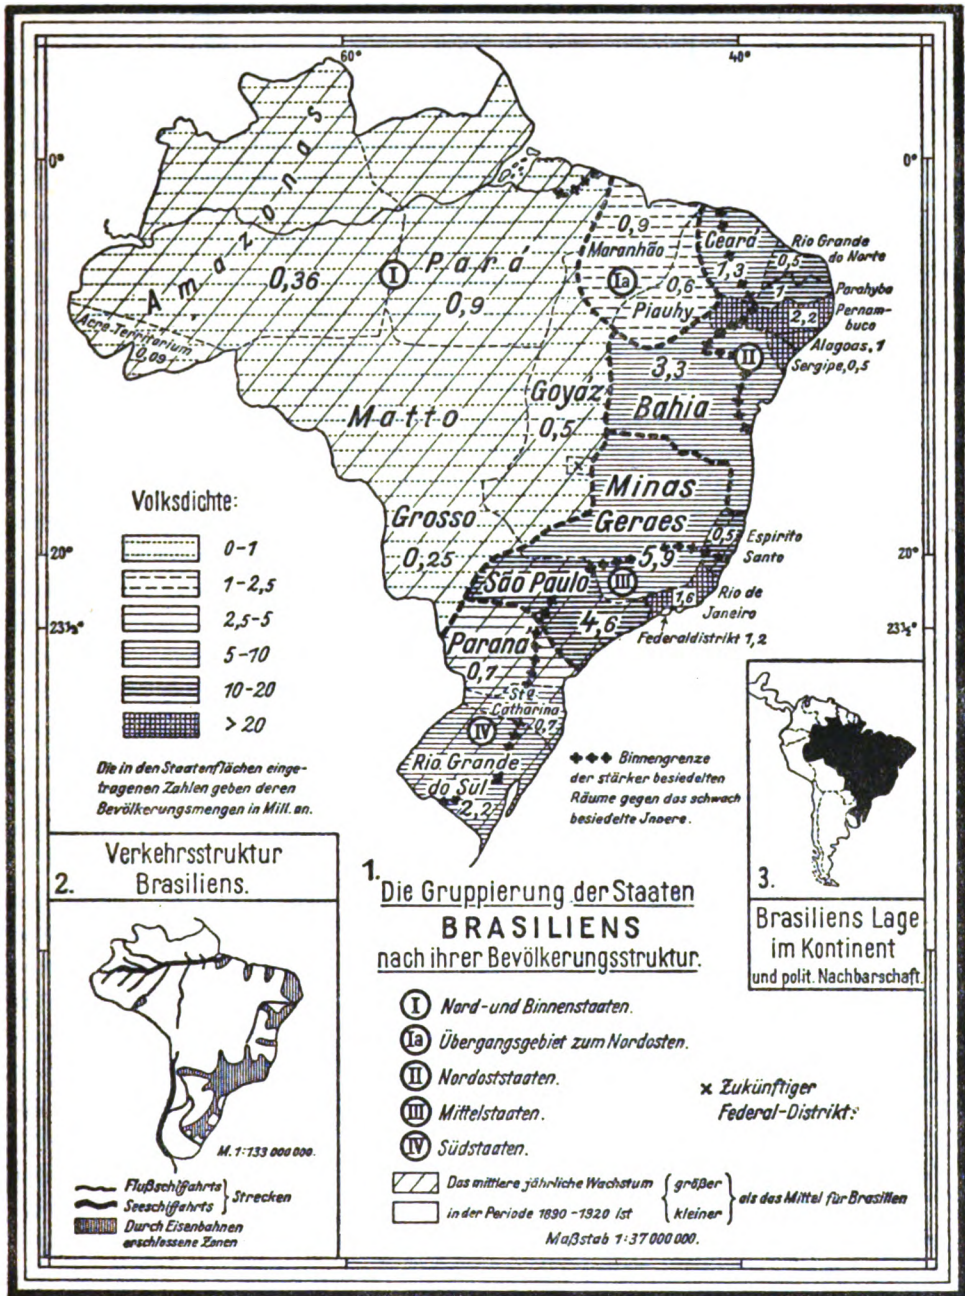 60°
40°
0°
0°
Amazonas
0,36
I
Pará
0,9
0,9
Maranhão
Ia
0,6
Piauhy
Ceará
1,3
Rio Grande
do Norte
0,5
1
Parahyba
2,2
Pernam-
buco
Alagoas, 1
Sergipe, 0,5
II
Acre-Territorium
0,09
3,3
Bahia
Goyáz
0,5
Matto
Grosso
0,25
Minas
Geraes
5,9
0,5
Espirito
Santo
20°
20°
São Paulo
III
4,6
1,6
Rio de
Janeiro
Federaldistrikt 1,2
23½°
23½°
Paraná
0,7
Sta
Catharina
0,7
IV
Rio Grande
do Sul
2,2
Volksdichte:
0-1
1-2,5
2,5-5
5-10
10-20
>20
Die in den Staatenflächen einge-
tragenen Zahlen geben deren
Bevölkerungsmengen in Mill. an.
Binnengrenze
der stärker besiedelten
Räume gegen das schwach
besiedelte Jnnere.
Verkehrsstruktur
Brasiliens.
2.
M. 1:133 000 000.
Flußschiffahrts
Seeschiffahrts
Strecken
Durch Eisenbahnen
erschlossene Zonen
3.
Brasiliens Lage
im Kontinent
und polit. Nachbarschaft.
1.
Die Gruppierung der Staaten
BRASILIENS
nach ihrer Bevölkerungsstruktur.
I Nord- und Binnenstaaten.
Ia Übergangsgebiet zum Nordosten.
II Nordoststaaten.
III Mittelstaaten.
IV Südstaaten.
x Zukünftiger
Federal-Distrikt:
Das mittlere jährliche Wachstum { größer } als das Mittel für Brasilien
in der Periode 1890-1920 ist { kleiner
Maßstab 1:37 000 000.